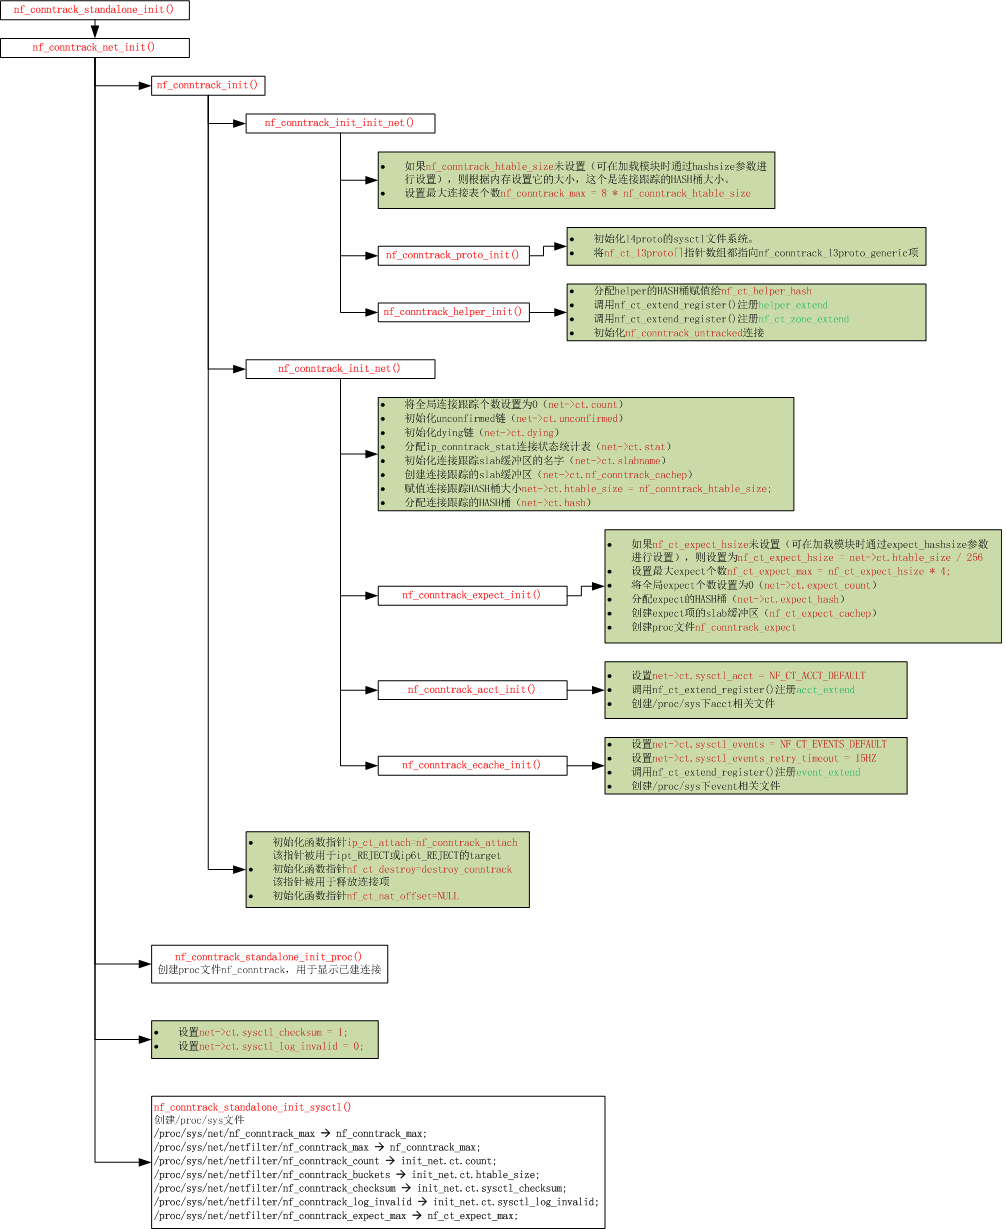 nf_conntrack_standalone_init()
nf_conntrack_net_init()
nf_conntrack_init()
nf_conntrack_init_init_net()
• 如果nf_conntrack_htable_size未设置（可在加载模块时通过hashsize参数进
行设置），则根据内存设置它的大小，这个是连接跟踪的HASH桶大小。
• 设置最大连接表个数nf_conntrack_max = 8 * nf_conntrack_htable_size
nf_conntrack_proto_init()
• 初始化l4proto的sysctl文件系统。
• 将nf_ct_l3proto[]指针数组都指向nf_conntrack_l3proto_generic项
nf_conntrack_helper_init()
• 分配helper的HASH桶赋值给nf_ct_helper_hash
• 调用nf_ct_extend_register()注册helper_extend
• 调用nf_ct_extend_register()注册nf_ct_zone_extend
• 初始化nf_conntrack_untracked连接
nf_conntrack_init_net()
• 将全局连接跟踪个数设置为0（net->ct.count）
• 初始化unconfirmed链（net->ct.unconfirmed）
• 初始化dying链（net->ct.dying）
• 分配ip_conntrack_stat连接状态统计表（net->ct.stat）
• 初始化连接跟踪slab缓冲区的名字（net->ct.slabname）
• 创建连接跟踪的slab缓冲区（net->ct.nf_conntrack_cachep）
• 赋值连接跟踪HASH桶大小net->ct.htable_size = nf_conntrack_htable_size;
• 分配连接跟踪的HASH桶（net->ct.hash）
nf_conntrack_expect_init()
• 如果nf_ct_expect_hsize未设置（可在加载模块时通过expect_hashsize参数
进行设置），则设置为nf_ct_expect_hsize = net->ct.htable_size / 256
• 设置最大expect个数nf_ct_expect_max = nf_ct_expect_hsize * 4;
• 将全局expect个数设置为0（net->ct.expect_count）
• 分配expect的HASH桶（net->ct.expect_hash）
• 创建expect项的slab缓冲区（nf_ct_expect_cachep）
• 创建proc文件nf_conntrack_expect
nf_conntrack_acct_init()
• 设置net->ct.sysctl_acct = NF_CT_ACCT_DEFAULT
• 调用nf_ct_extend_register()注册acct_extend
• 创建/proc/sys下acct相关文件
nf_conntrack_ecache_init()
• 设置net->ct.sysctl_events = NF_CT_EVENTS_DEFAULT
• 设置net->ct.sysctl_events_retry_timeout = 15HZ
• 调用nf_ct_extend_register()注册event_extend
• 创建/proc/sys下event相关文件
• 初始化函数指针ip_ct_attach=nf_conntrack_attach
该指针被用于ipt_REJECT或ip6t_REJECT的target
• 初始化函数指针nf_ct_destroy=destroy_conntrack
该指针被用于释放连接项
• 初始化函数指针nf_ct_nat_offset=NULL
nf_conntrack_standalone_init_proc()
创建proc文件nf_conntrack，用于显示已建连接
• 设置net->ct.sysctl_checksum = 1;
• 设置net->ct.sysctl_log_invalid = 0;
nf_conntrack_standalone_init_sysctl()
创建/proc/sys文件
/proc/sys/net/nf_conntrack_max → nf_conntrack_max;
/proc/sys/net/netfilter/nf_conntrack_max → nf_conntrack_max;
/proc/sys/net/netfilter/nf_conntrack_count → init_net.ct.count;
/proc/sys/net/netfilter/nf_conntrack_buckets → init_net.ct.htable_size;
/proc/sys/net/netfilter/nf_conntrack_checksum → init_net.ct.sysctl_checksum;
/proc/sys/net/netfilter/nf_conntrack_log_invalid → init_net.ct.sysctl_log_invalid;
/proc/sys/net/netfilter/nf_conntrack_expect_max → nf_ct_expect_max;